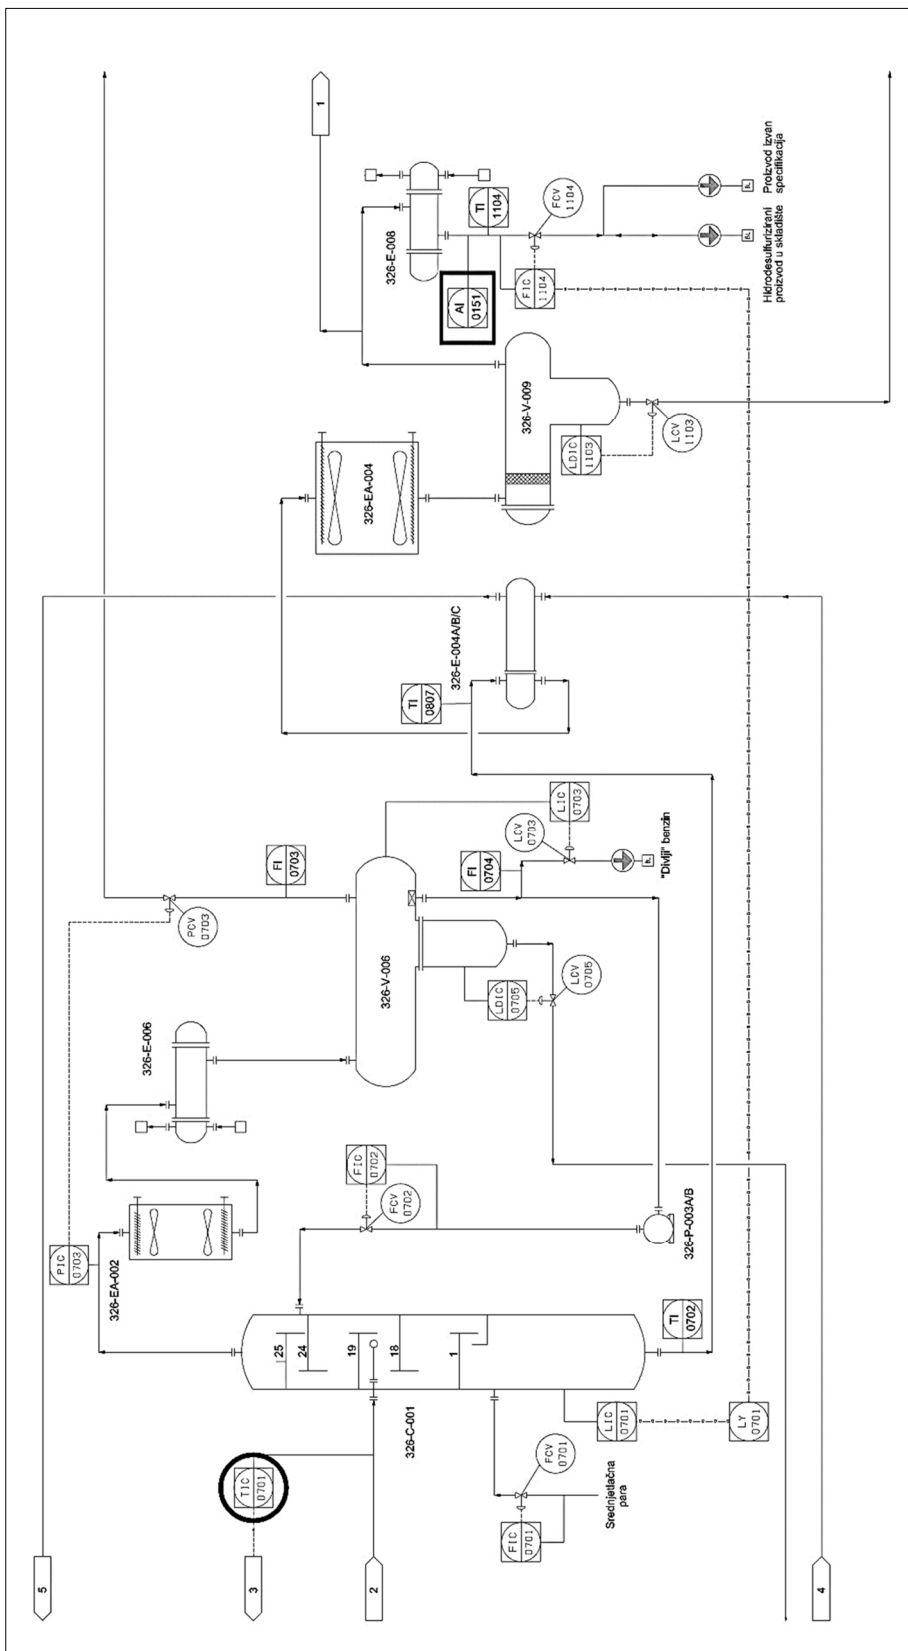 1
326-E-008
TI
1104
FCV
1104
AI
0151
FIC
1104
BL
BL
Proizvod izvan
specifikacija
Hidrodesulfurizirani
proizvod u skladište
326-EA-004
326-V-009
LDIC
1103
LCV
1103
326-E-004A/B/C
TI
0807
PCV
0703
FI
0703
LIC
0703
LCV
0703
FI
0704
BL
"Divlji" benzin
326-V-006
LDIC
0705
LCV
0705
326-E-006
PIC
0703
326-EA-002
FIC
0702
FCV
0702
326-P-003A/B
25
24
19
18
1
TI
0702
326-C-001
TIC
0701
LIC
0701
LY
0701
FCV
0701
FIC
0701
Srednjetlačna
para
5
3
2
4